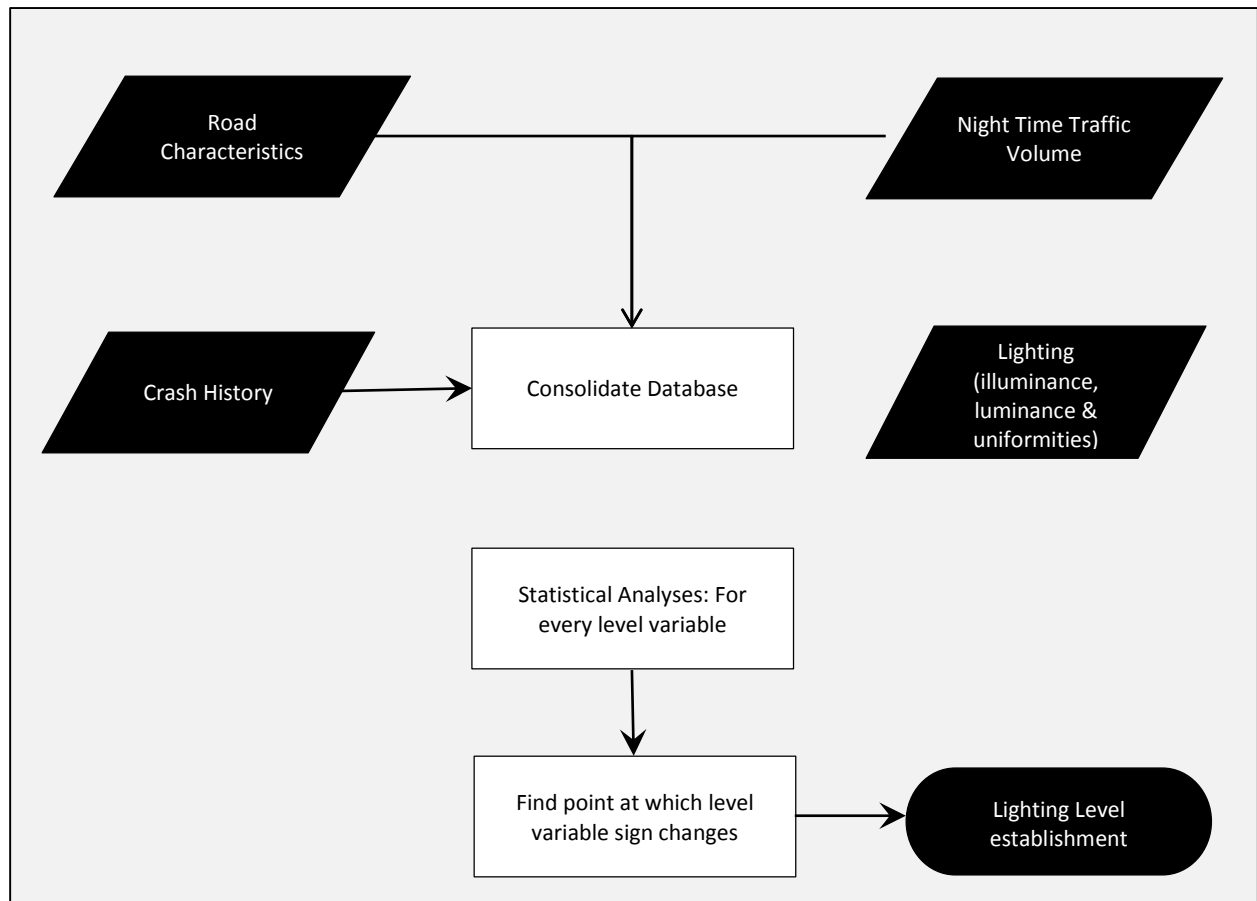 Road
Characteristics
Night Time Traffic
Volume
Crash History
Consolidate Database
Lighting
(illuminance,
luminance &
uniformities)
Statistical Analyses: For
every level variable
Find point at which level
variable sign changes
Lighting Level
establishment